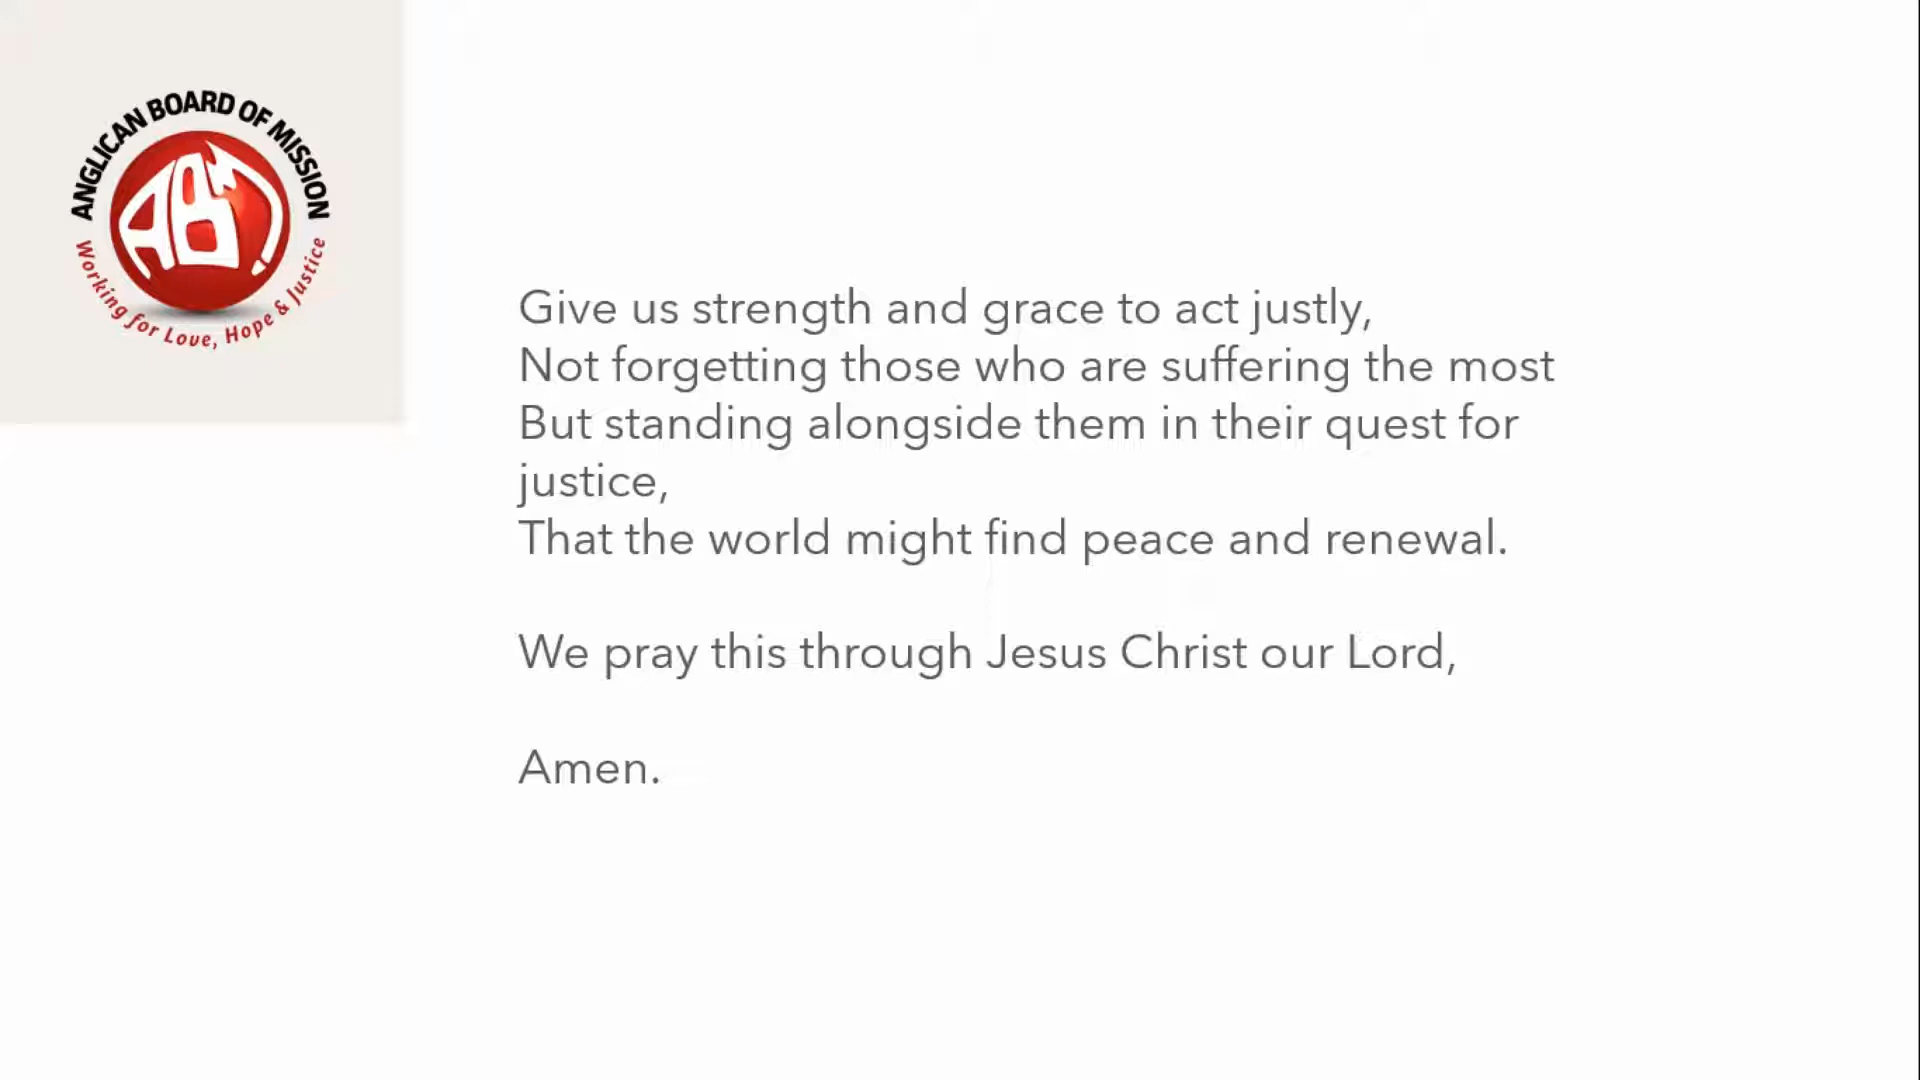 ANGLICAN BOARD OF MISSION
ABM
Working for Love, Hope & Justice
Give us strength and grace to act justly,
Not forgetting those who are suffering the most
But standing alongside them in their quest for
justice,
That the world might find peace and renewal.
We pray this through Jesus Christ our Lord,
Amen.